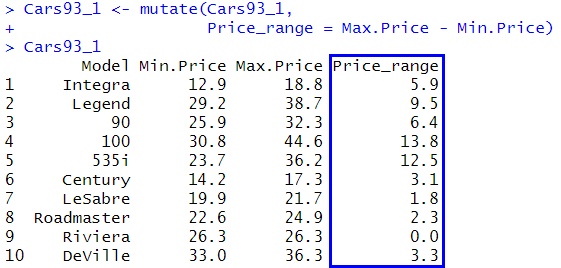 > Cars93_1 <- mutate(Cars93_1,
+                    Price_range = Max.Price - Min.Price)
> Cars93_1
        Model Min.Price Max.Price Price_range
1     Integra      12.9      18.8         5.9
2      Legend      29.2      38.7         9.5
3          90      25.9      32.3         6.4
4         100      30.8      44.6        13.8
5        535i      23.7      36.2        12.5
6     Century      14.2      17.3         3.1
7     LeSabre      19.9      21.7         1.8
8  Roadmaster      22.6      24.9         2.3
9     Riviera      26.3      26.3         0.0
10    DeVille      33.0      36.3         3.3